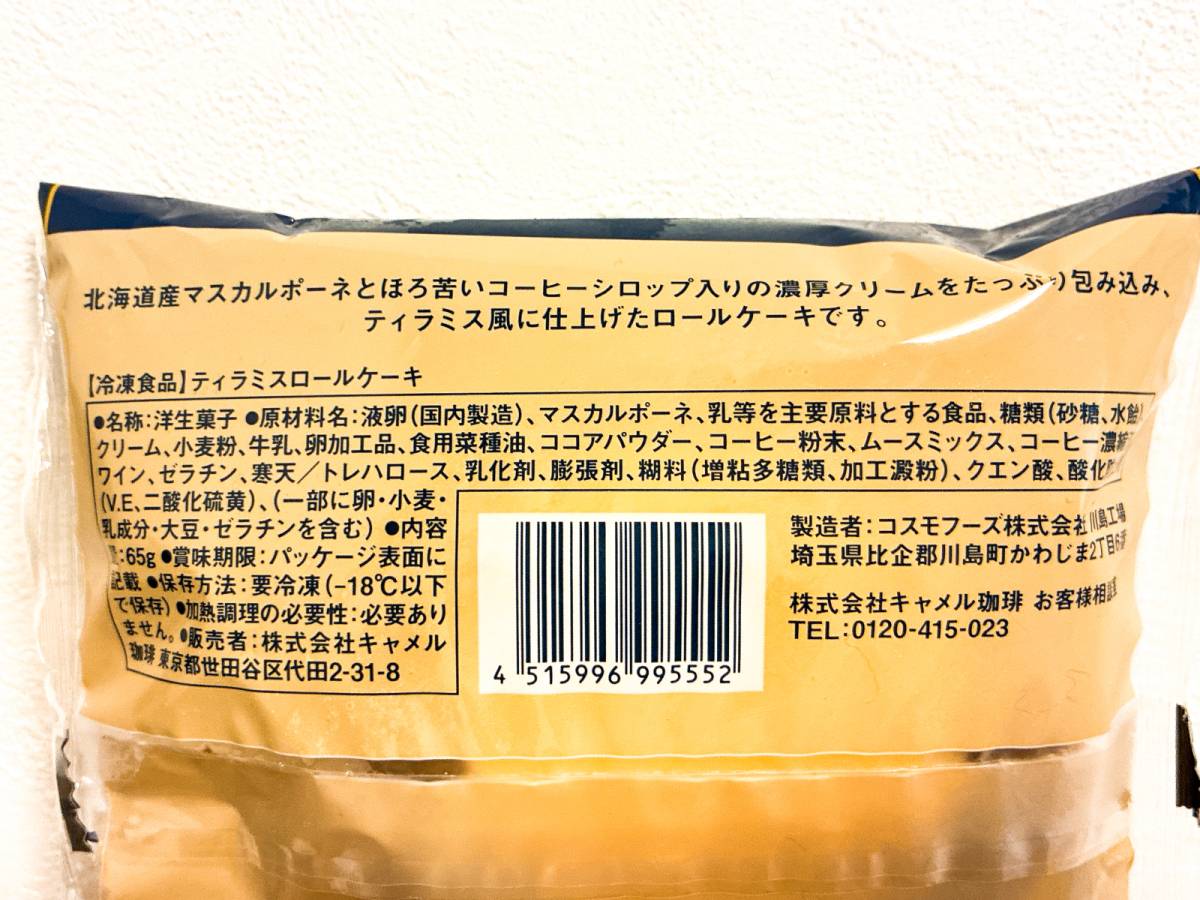 北海道産マスカルポーネとほろ苦いコーヒーシロップ入りの濃厚クリームをたっぷり包み込み、
ティラミス風に仕上げたロールケーキです。
【冷凍食品】ティラミスロールケーキ
●名称:洋生菓子 ●原材料名:液卵(国内製造)、マスカルポーネ、乳等を主要原料とする食品、糖類(砂糖、水飴)
クリーム、小麦粉、牛乳、卵加工品、食用菜種油、ココアパウダー、コーヒー粉末、ムースミックス、コーヒー濃縮
ワイン、ゼラチン、寒天/トレハロース、乳化剤、膨張剤、糊料(増粘多糖類、加工澱粉)、クエン酸、酸化
(V.E、二酸化硫黄)、(一部に卵・小麦・
乳成分・大豆・ゼラチンを含む) ●内容
量:65g ●賞味期限:パッケージ表面に
記載 ●保存方法:要冷凍(-18℃以下
で保存) ●加熱調理の必要性:必要あり
ません。 ●販売者:株式会社キャメル
珈琲 東京都世田谷区代田2-31-8
4 515996 995552
製造者:コスモフーズ株式会社 川島工場
埼玉県比企郡川島町かわじま2丁目6番
株式会社キャメル珈琲 お客様相談
TEL:0120-415-023